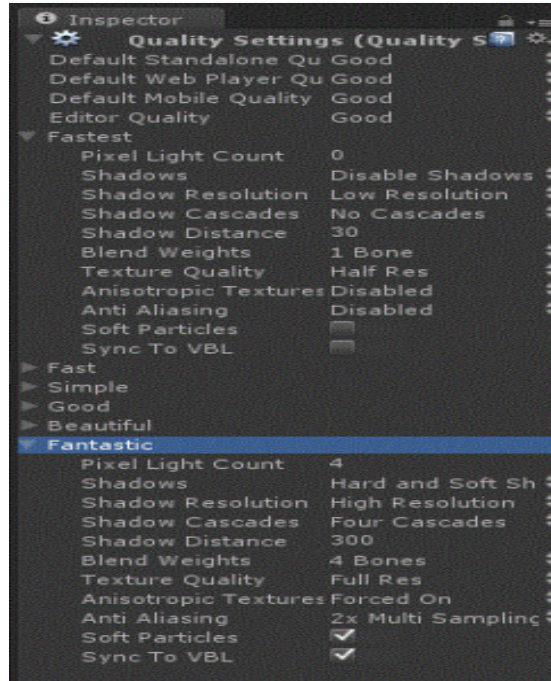 Inspector
Quality Settings (Quality S
Default Standalone Qu Good
Default Web Player Qu Good
Default Mobile Quality Good
Editor Quality Good
Fastest
Pixel Light Count 0
Shadows Disable Shadows
Shadow Resolution Low Resolution
Shadow Cascades No Cascades
Shadow Distance 30
Blend Weights 1 Bone
Texture Quality Half Res
Anisotropic Textures Disabled
Anti Aliasing Disabled
Soft Particles
Sync To VBL
Fast
Simple
Good
Beautiful
Fantastic
Pixel Light Count 4
Shadows Hard and Soft Sh
Shadow Resolution High Resolution
Shadow Cascades Four Cascades
Shadow Distance 300
Blend Weights 4 Bones
Texture Quality Full Res
Anisotropic Textures Forced On
Anti Aliasing 2x Multi Sampling
Soft Particles
Sync To VBL